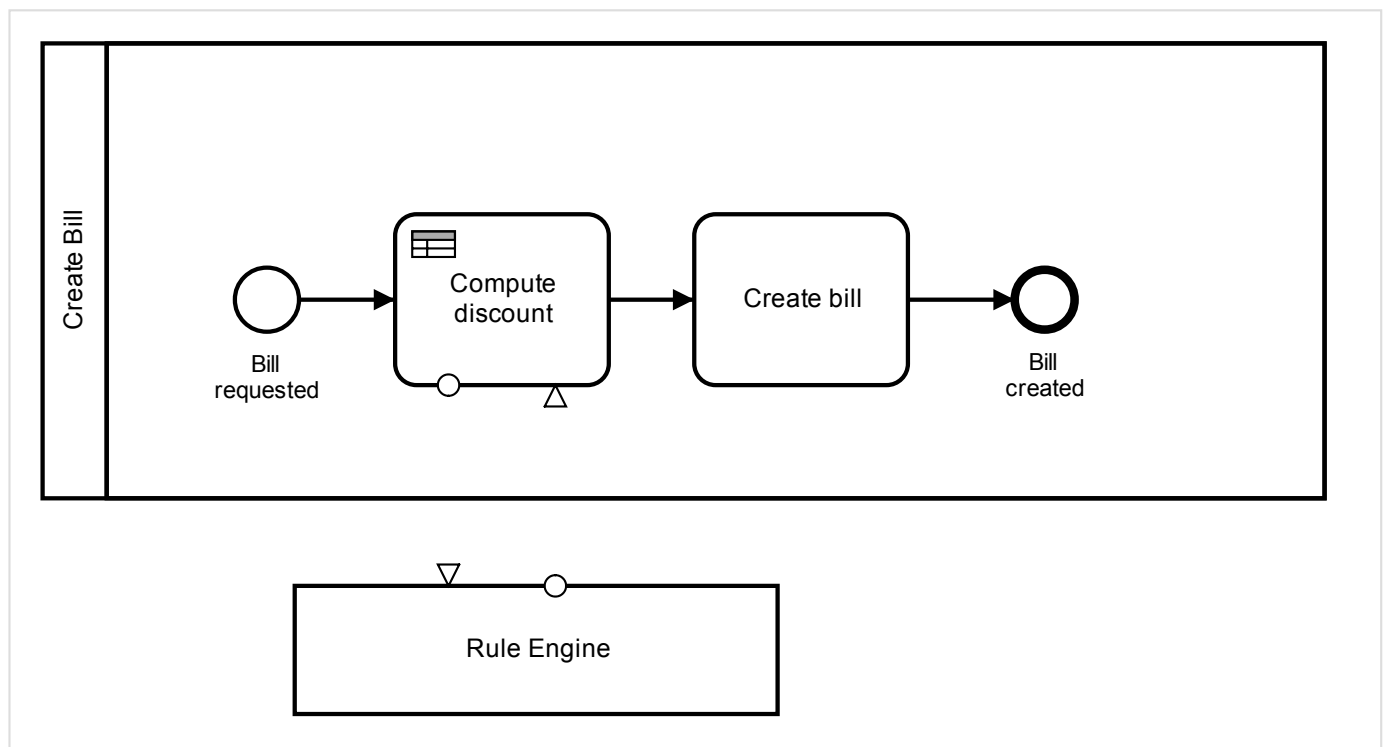 Create Bill
Compute
discount
Create bill
Bill
requested
Bill
created
Rule Engine